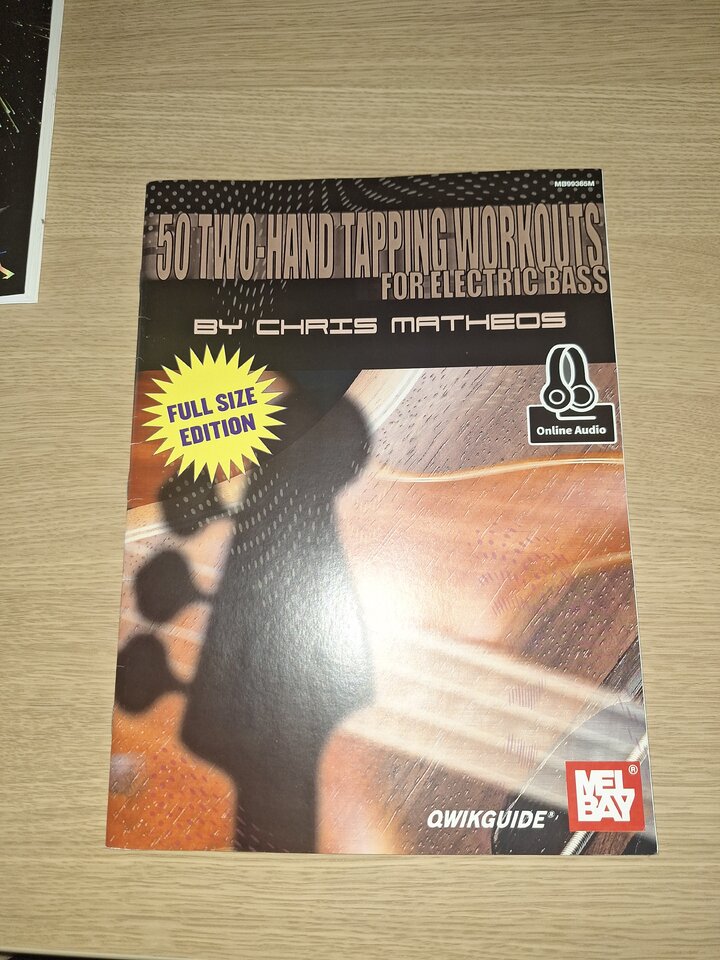 MB99365M
50 TWO-HAND TAPPING WORKOUTS
FOR ELECTRIC BASS
BY CHRIS MATHEOS
FULL SIZE
EDITION
Online Audio
QWIKGUIDE®
MEL
BAY
®